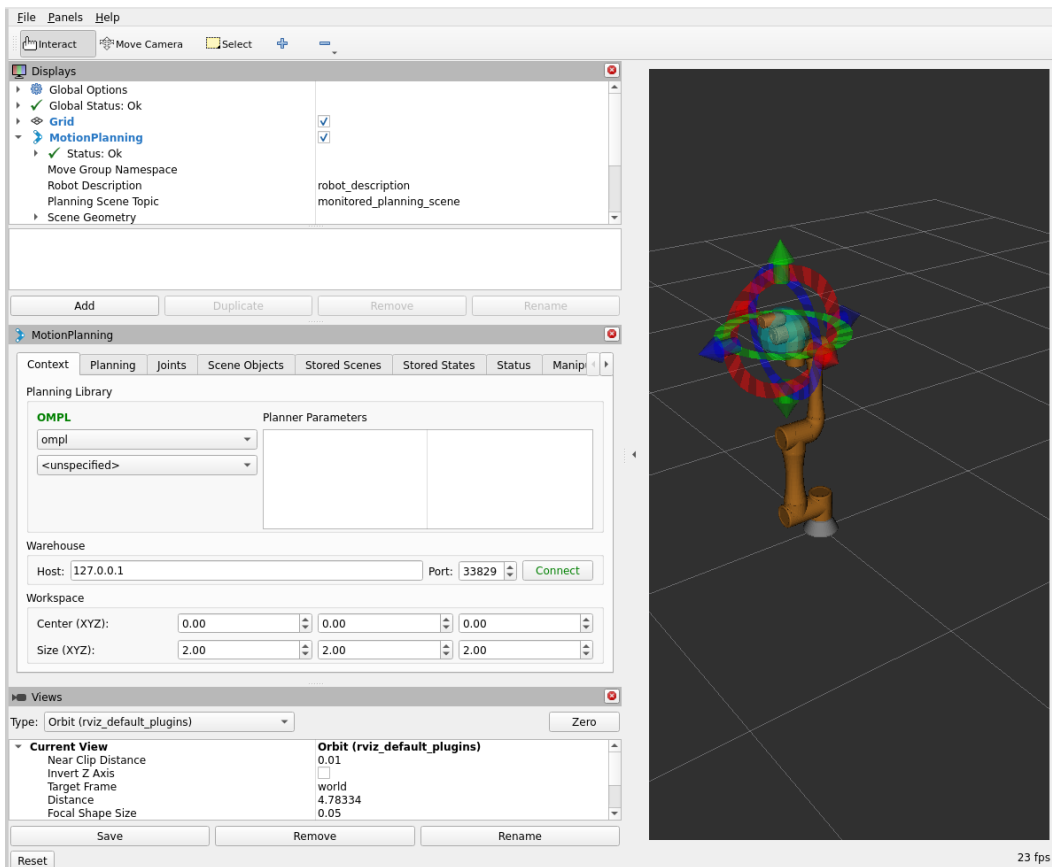 File Panels Help
Interact Move Camera Select
Displays
Global Options
Global Status: Ok
Grid
MotionPlanning
Status: Ok
Move Group Namespace
Robot Description robot_description
Planning Scene Topic monitored_planning_scene
Scene Geometry
Add Duplicate Remove Rename
MotionPlanning
Context Planning Joints Scene Objects Stored Scenes Stored States Status Manip
Planning Library
OMPL Planner Parameters
ompl
<unspecified>
Warehouse
Host: 127.0.0.1 Port: 33829 Connect
Workspace
Center (XYZ): 0.00 0.00 0.00
Size (XYZ): 2.00 2.00 2.00
Views
Type: Orbit (rviz_default_plugins) Zero
Current View Orbit (rviz_default_plugins)
Near Clip Distance 0.01
Invert Z Axis
Target Frame world
Distance 4.78334
Focal Shape Size 0.05
Save Remove Rename
Reset 23 fps